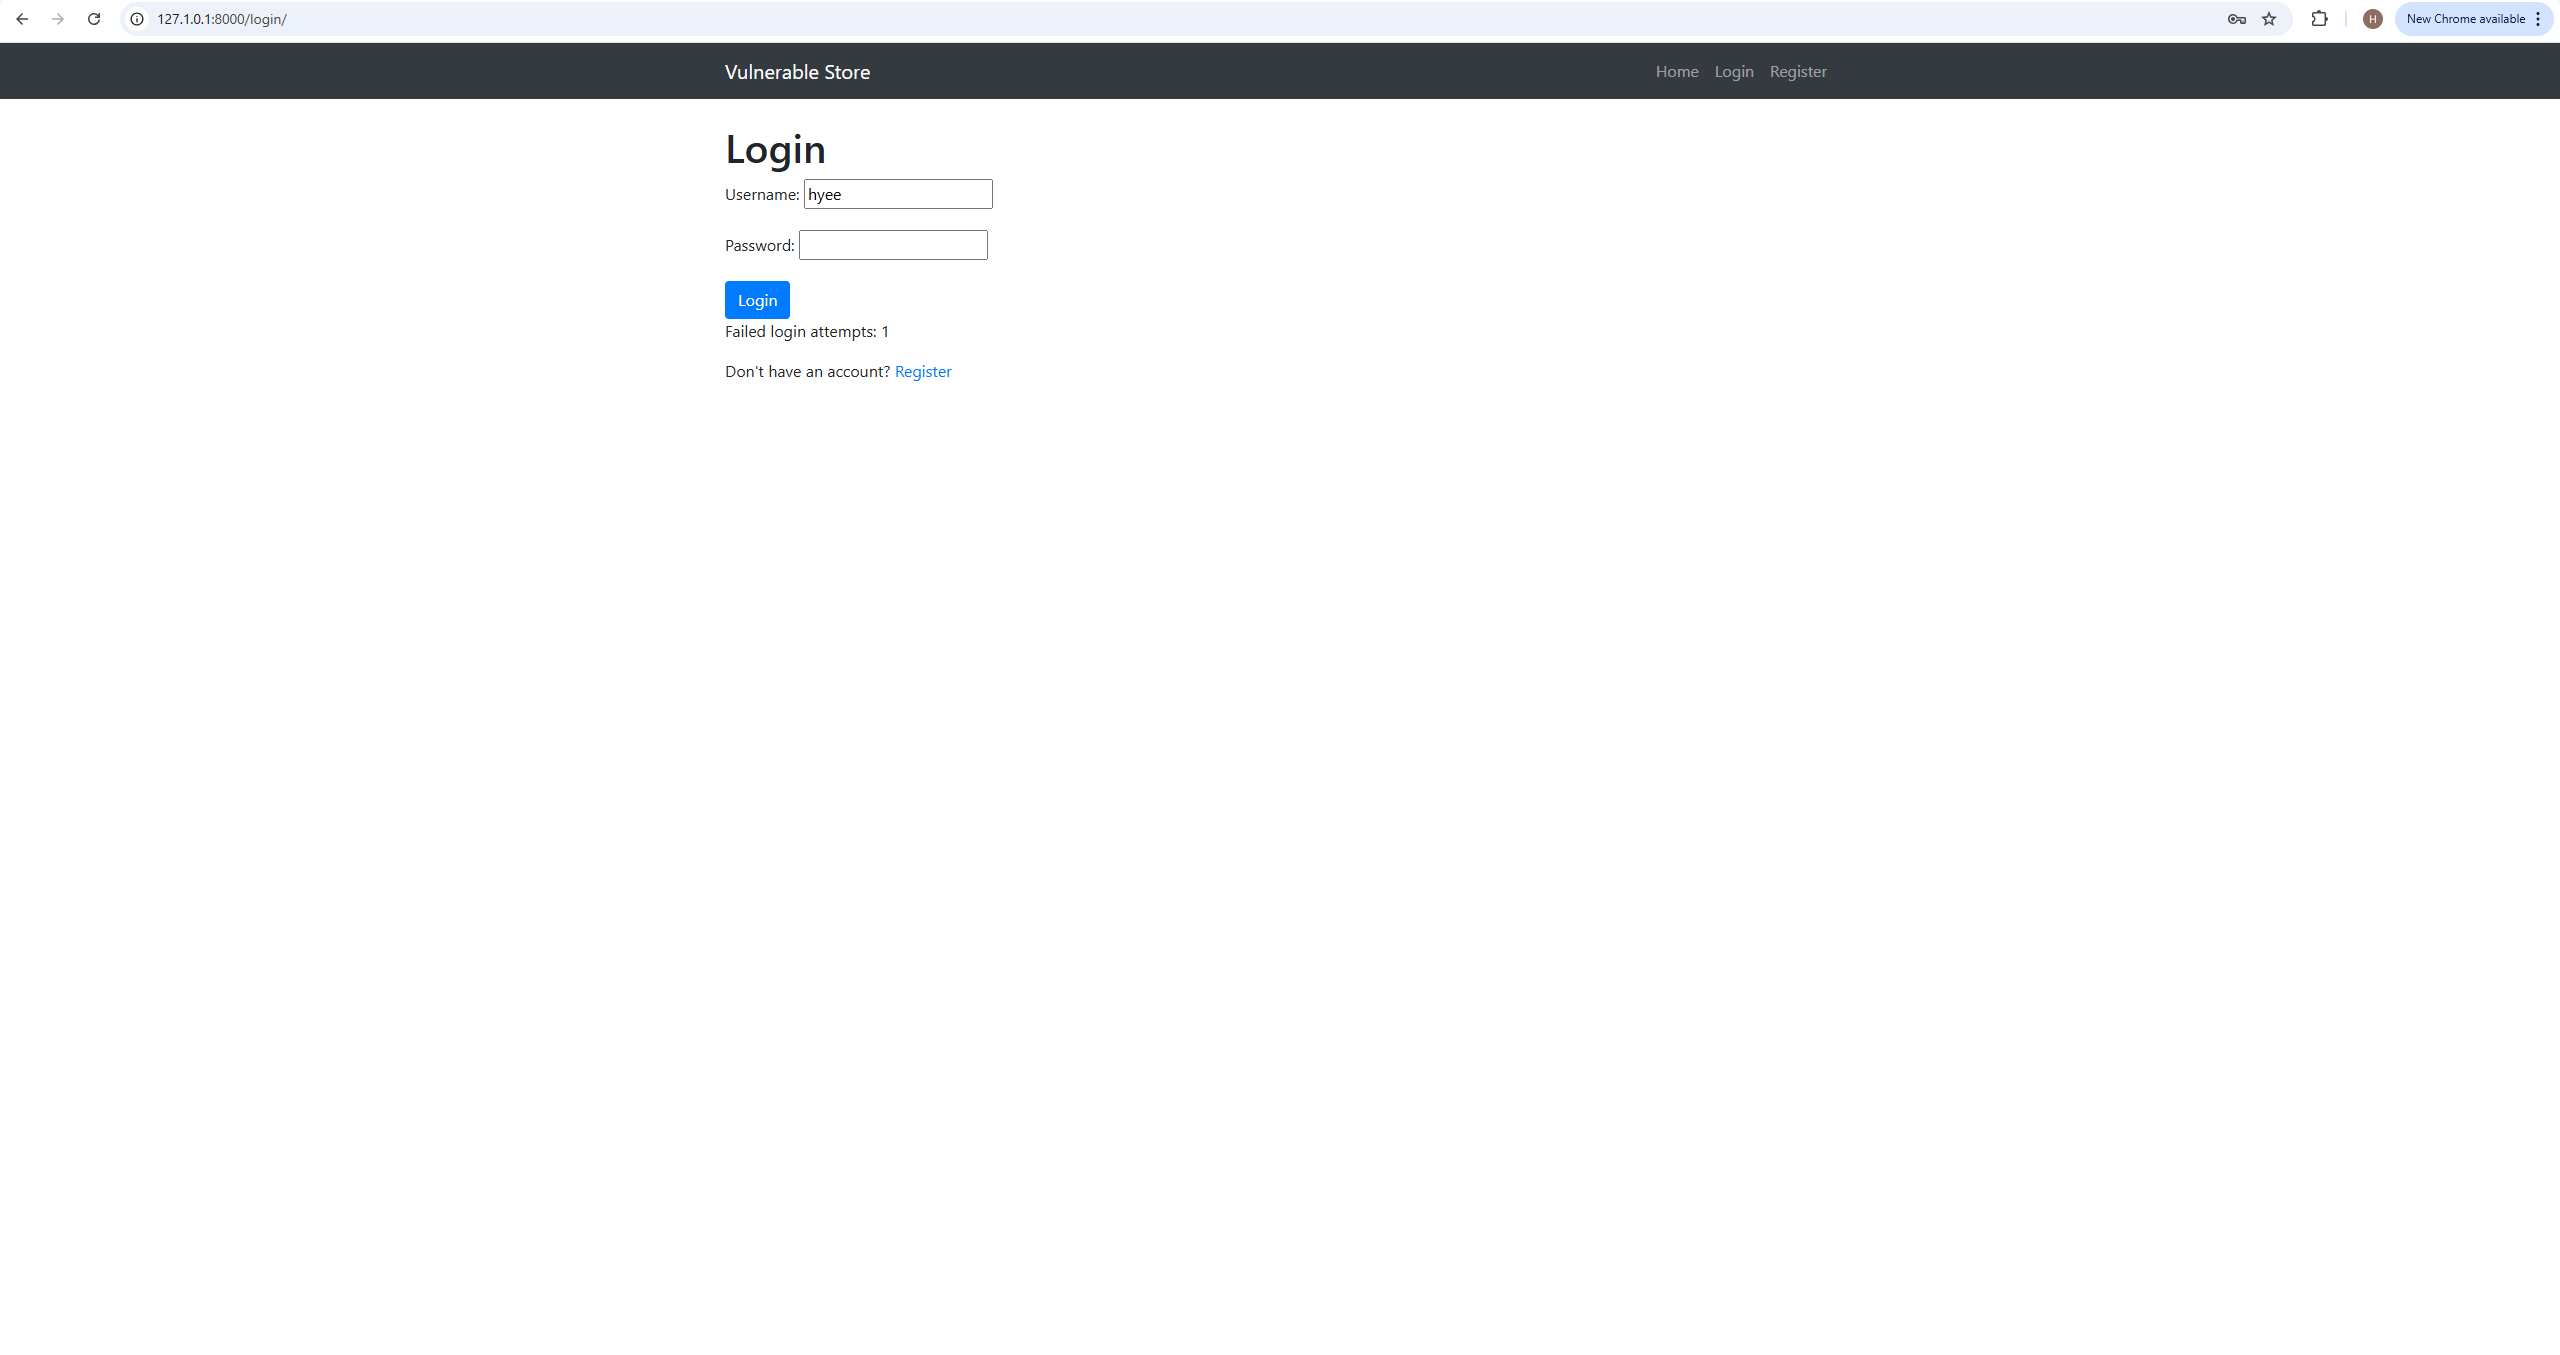 127.1.0.1:8000/login/
H
New Chrome available
Vulnerable Store
Home Login Register
Login
Username: hyee
Password:
Login
Failed login attempts: 1
Don't have an account? Register